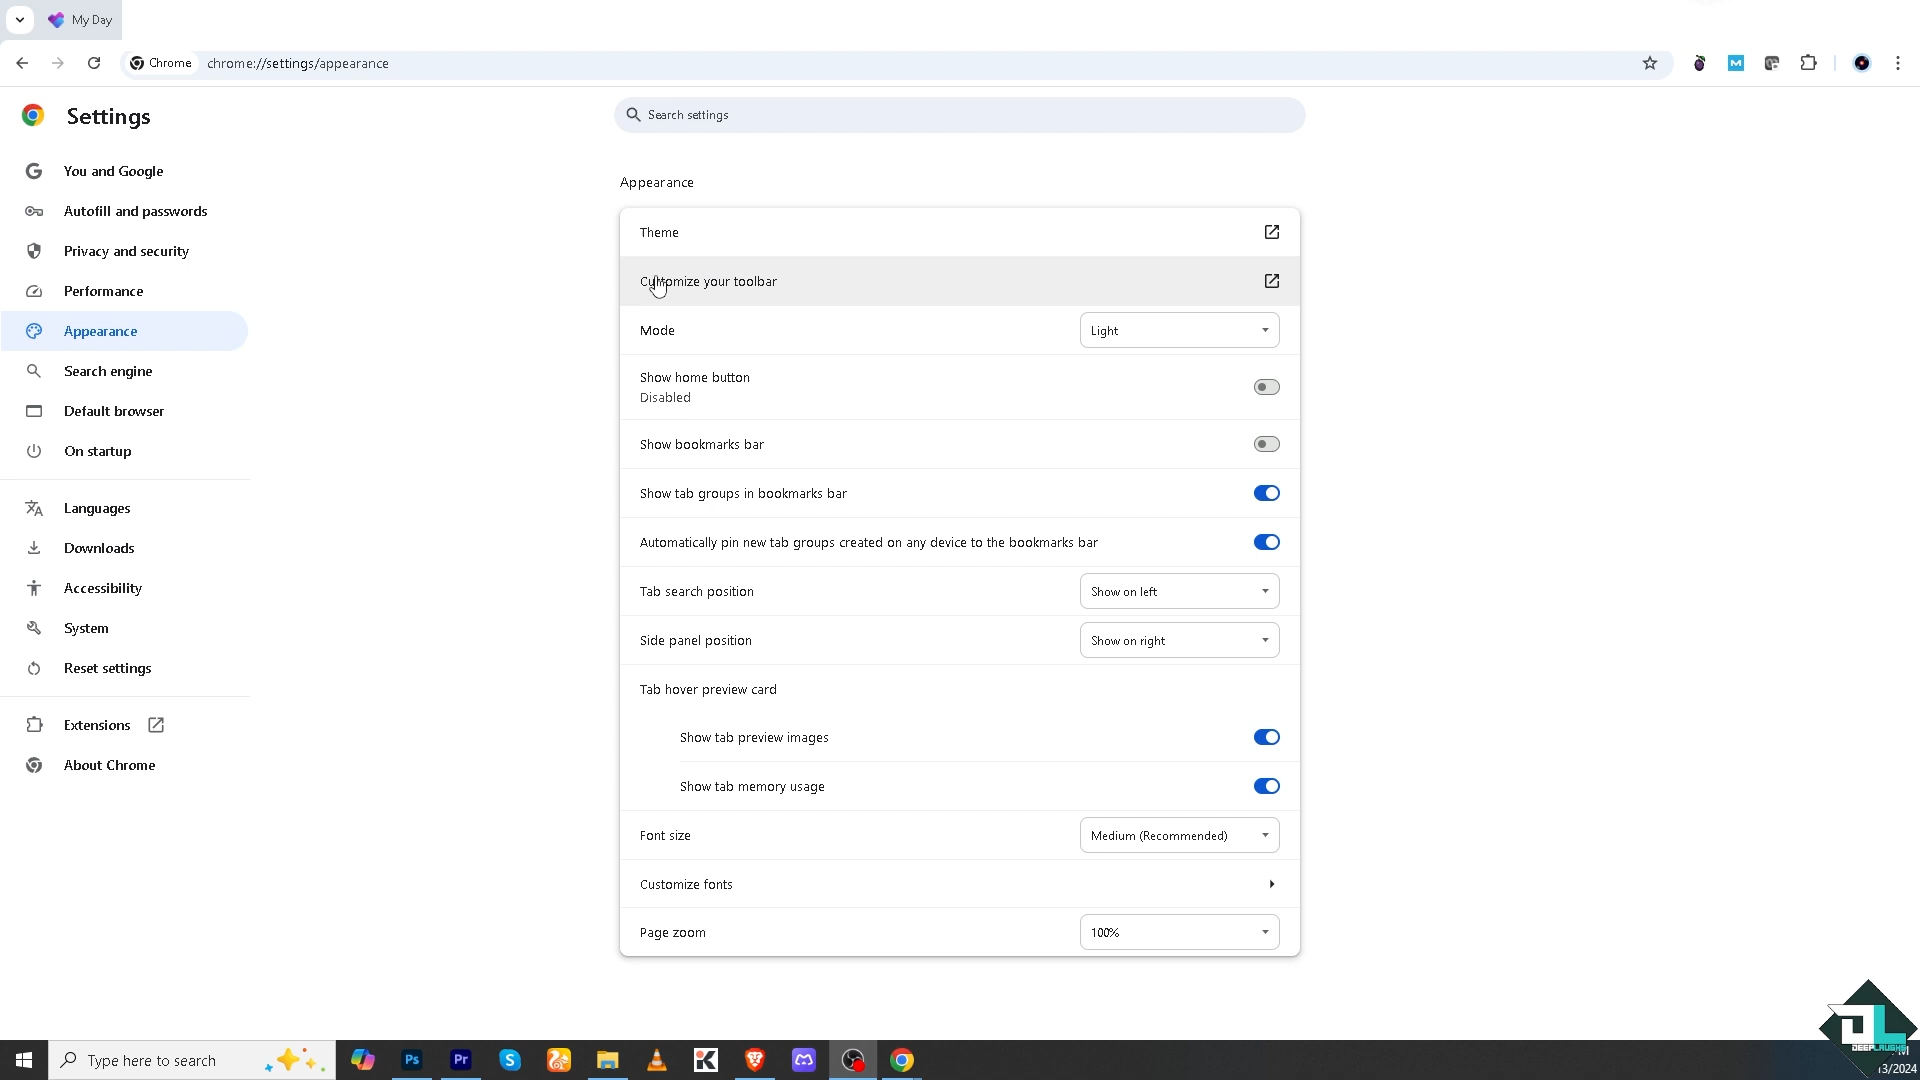 My Day
Chrome
chrome://settings/appearance
Settings
Search settings
You and Google
Autofill and passwords
Privacy and security
Performance
Appearance
Search engine
Default browser
On startup
Languages
Downloads
Accessibility
System
Reset settings
Extensions
About Chrome
Appearance
Theme
Customize your toolbar
Mode
Light
Show home button
Disabled
Show bookmarks bar
Show tab groups in bookmarks bar
Automatically pin new tab groups created on any device to the bookmarks bar
Tab search position
Show on left
Side panel position
Show on right
Tab hover preview card
Show tab preview images
Show tab memory usage
Font size
Medium (Recommended)
Customize fonts
Page zoom
100%
Type here to search
Ps
Pr
DEEPLAUGHS
13/2024